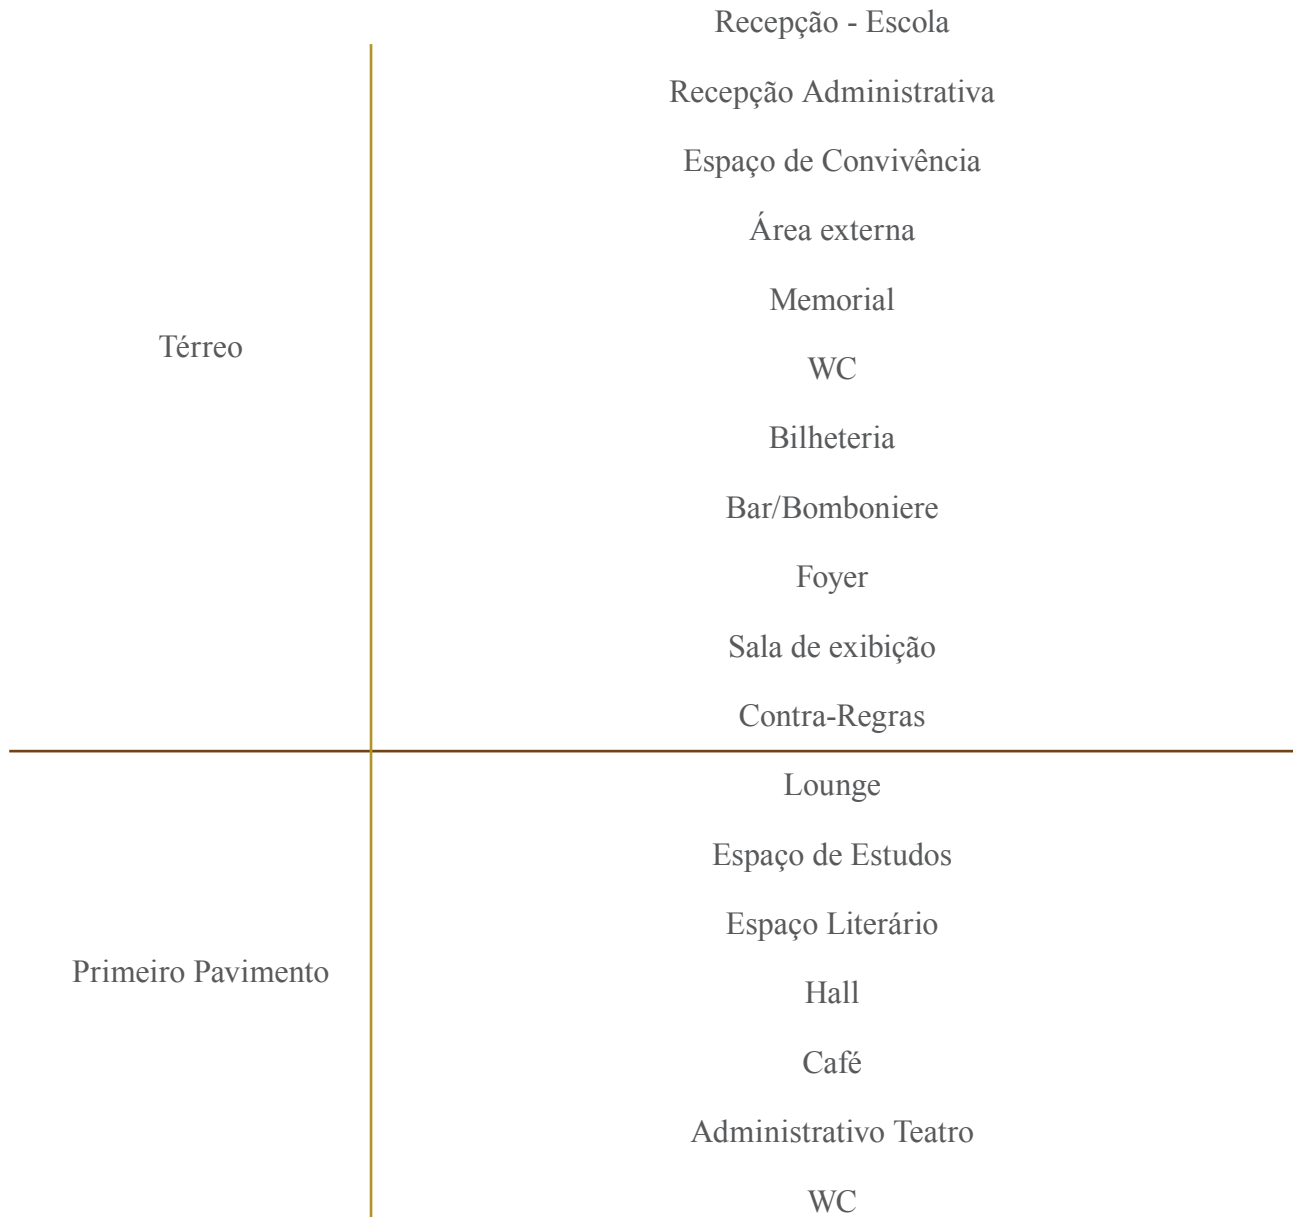 Recepção - Escola
Recepção Administrativa
Espaço de Convivência
Área externa
Memorial
Térreo
WC
Bilheteria
Bar/Bomboniere
Foyer
Sala de exibição
Contra-Regras
Lounge
Espaço de Estudos
Espaço Literário
Primeiro Pavimento
Hall
Café
Administrativo Teatro
WC